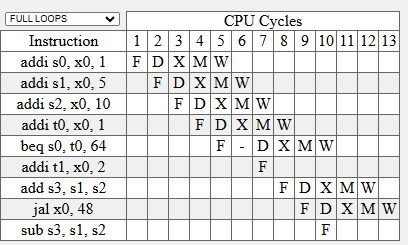 FULL LOOPS CPU Cycles
Instruction 1 2 3 4 5 6 7 8 9 10 11 12 13
addi s0, x0, 1 F D X M W
addi s1, x0, 5 F D X M W
addi s2, x0, 10 F D X M W
addi t0, x0, 1 F D X M W
beq s0, t0, 64 F - D X M W
addi t1, x0, 2 F
add s3, s1, s2 F D X M W
jal x0, 48 F D X M W
sub s3, s1, s2 F